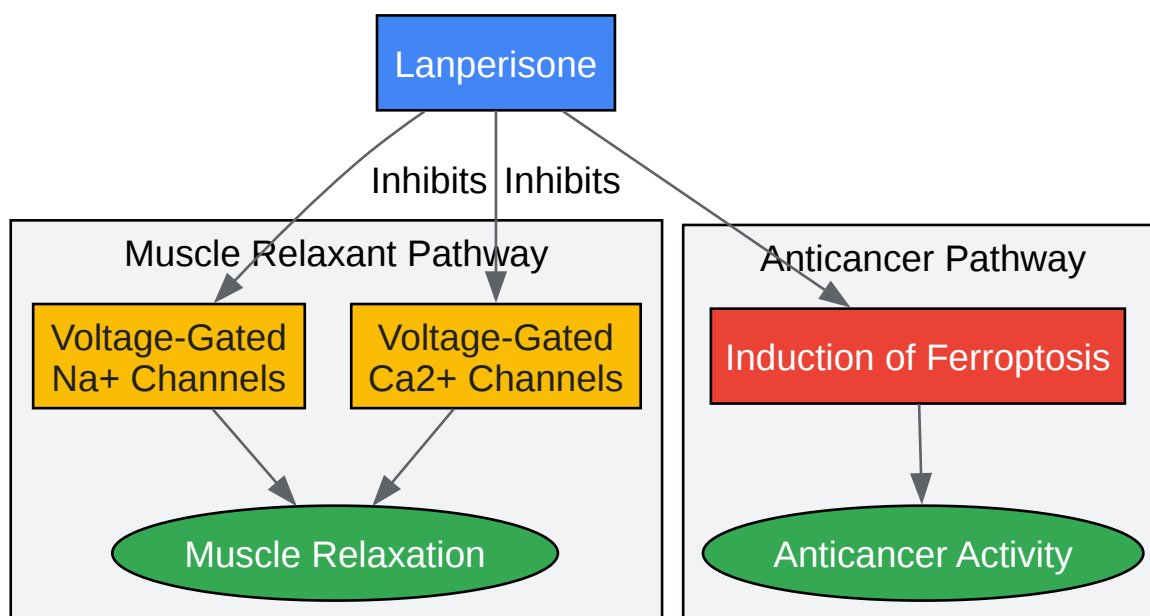 Lanperisone
Inhibits
Inhibits
Muscle Relaxant Pathway
Anticancer Pathway
Voltage-Gated
Na+ Channels
Voltage-Gated
Ca2+ Channels
Induction of Ferroptosis
Muscle Relaxation
Anticancer Activity